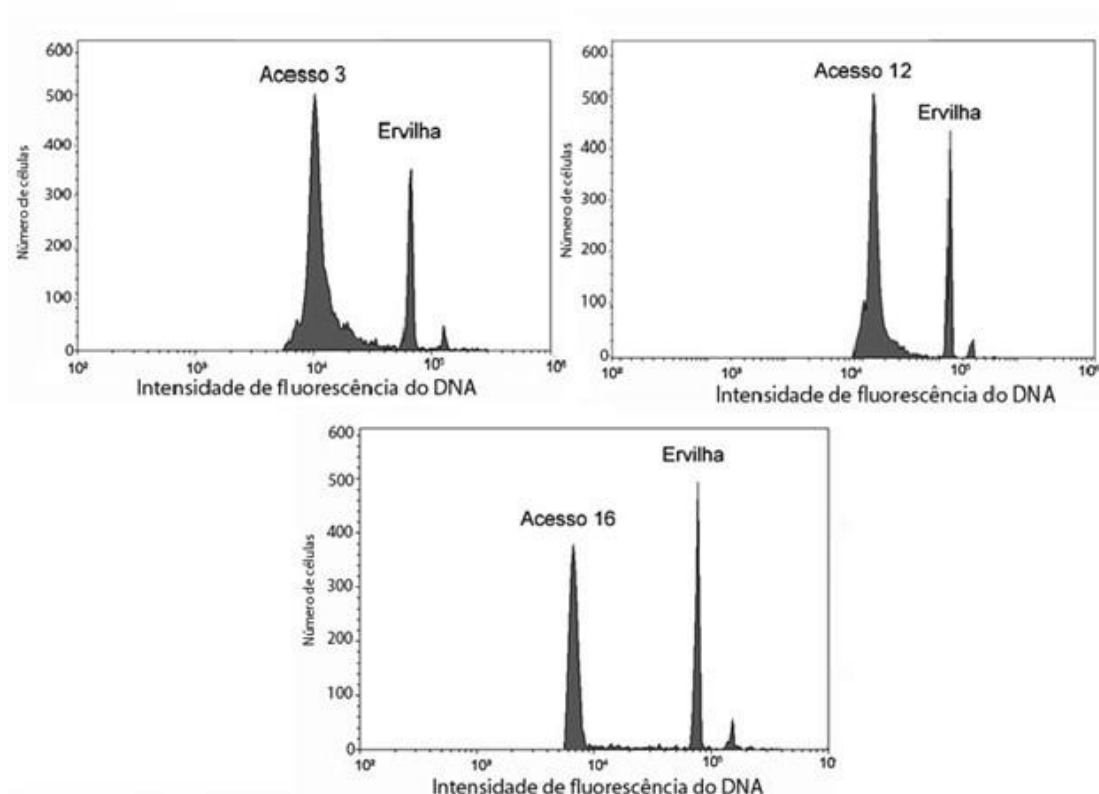 600
500
400
300
200
100
0
Número de células
Acesso 3
Ervilha
10² 10³ 10⁴ 10⁵ 10⁶
Intensidade de fluorescência do DNA
600
500
400
300
200
100
0
Número de células
Acesso 12
Ervilha
10² 10³ 10⁴ 10⁵ 10⁶
Intensidade de fluorescência do DNA
600
500
400
300
200
100
0
Número de células
Acesso 16
Ervilha
10² 10³ 10⁴ 10⁵ 10
Intensidade de fluorescência do DNA